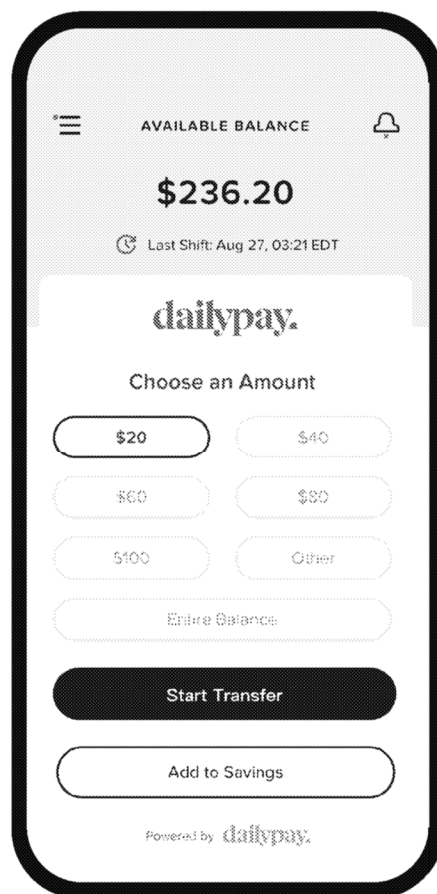 AVAILABLE BALANCE
$236.20
Last Shift: Aug 27, 03:21 EDT
dailypay.
Choose an Amount
$20 $40
$60 $80
$100 Other
Entire Balance
Start Transfer
Add to Savings
Powered by dailypay.